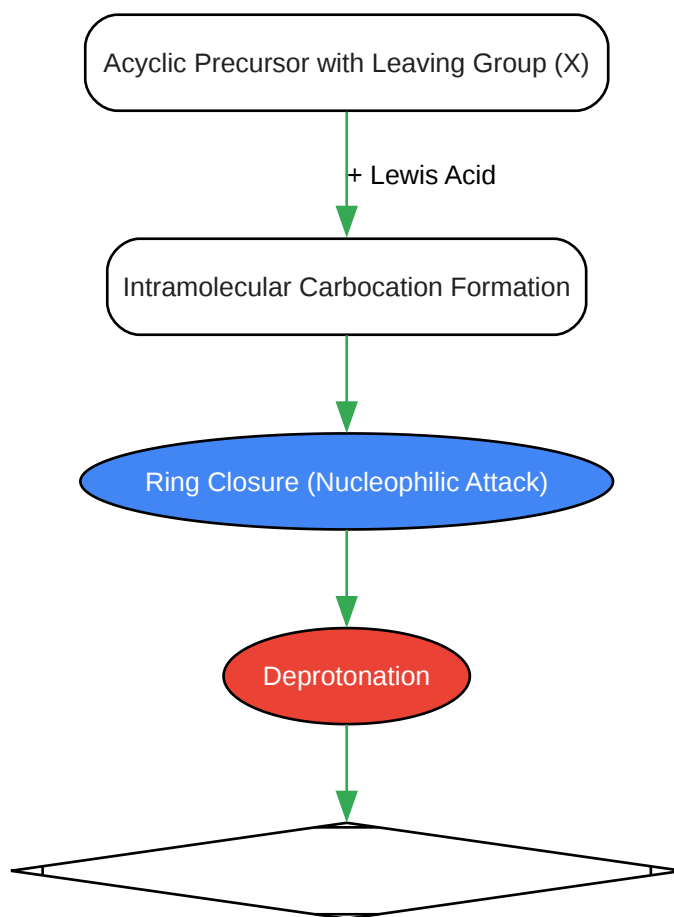 Acyclic Precursor with Leaving Group (X)
+ Lewis Acid
Intramolecular Carbocation Formation
Ring Closure (Nucleophilic Attack)
Deprotonation